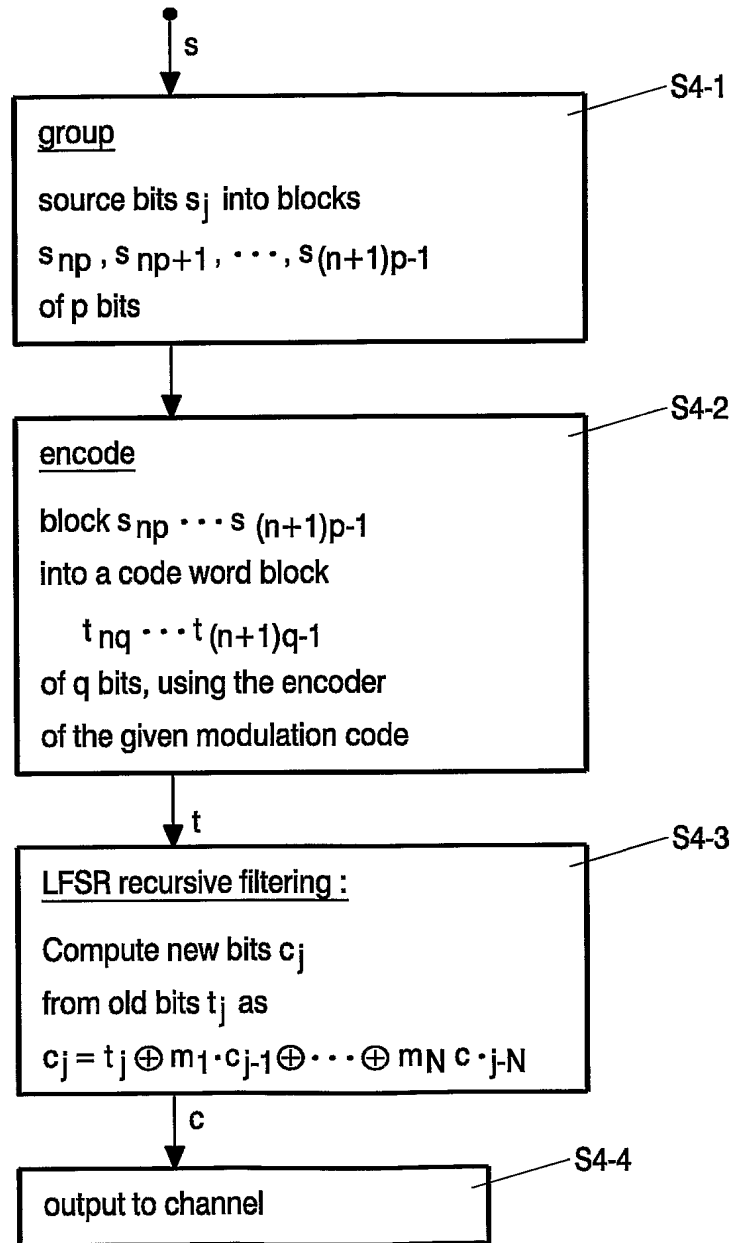 s
S4-1
group
source bits sj into blocks
snp , snp+1 , ···, s(n+1)p-1
of p bits
S4-2
encode
block snp ··· s (n+1)p-1
into a code word block
tnq ··· t (n+1)q-1
of q bits, using the encoder
of the given modulation code
t
S4-3
LFSR recursive filtering :
Compute new bits cj
from old bits tj as
cj = tj ⊕ m1·cj-1 ⊕ ··· ⊕ mN c·j-N
c
S4-4
output to channel